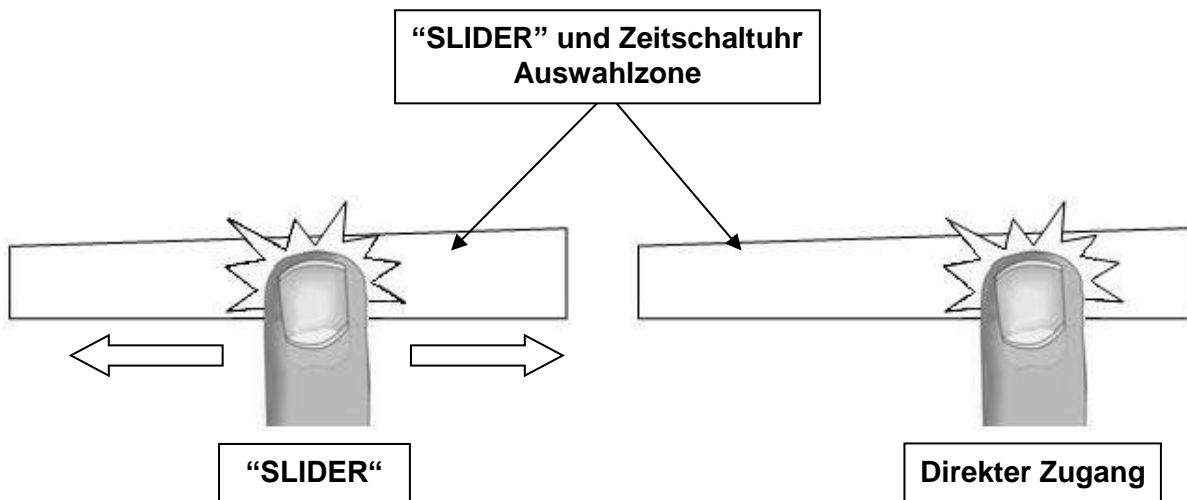 “SLIDER” und Zeitschaltuhr
Auswahlzone
“SLIDER“
Direkter Zugang